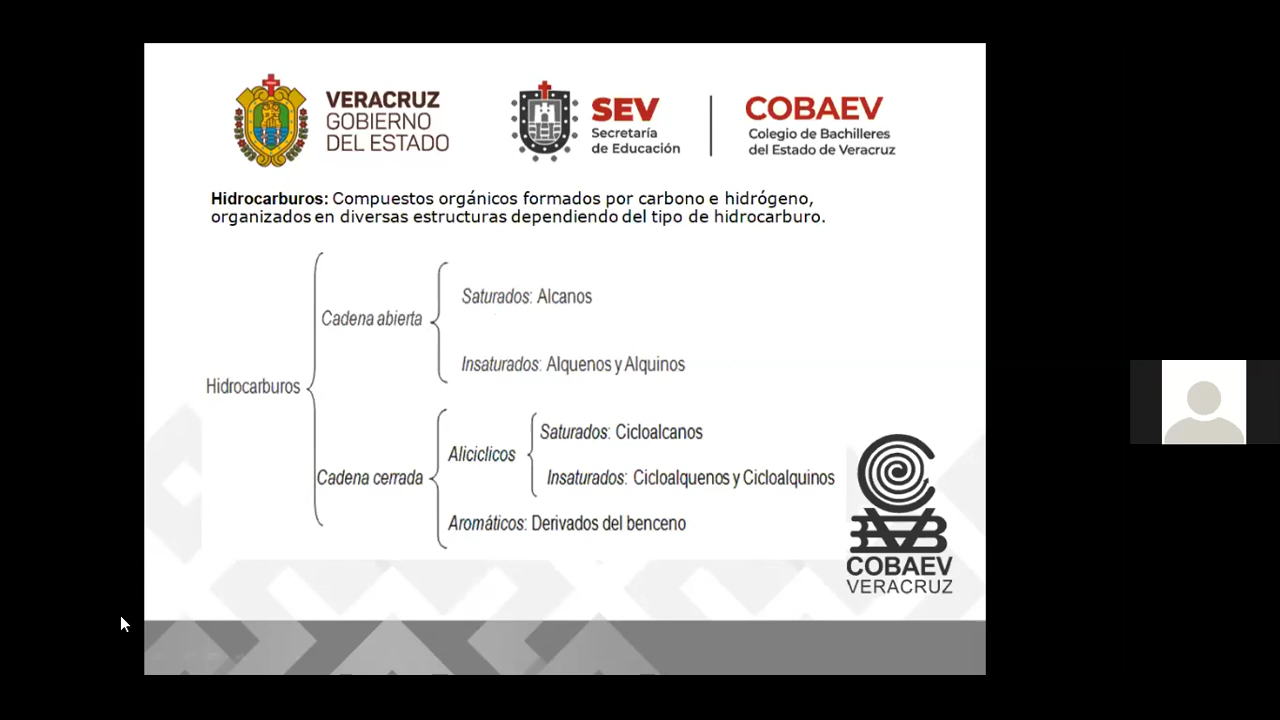 VERACRUZ
GOBIERNO
DEL ESTADO
SEV
Secretaría
de Educación
COBAEV
Colegio de Bachilleres
del Estado de Veracruz
Hidrocarburos: Compuestos orgánicos formados por carbono e hidrógeno,
organizados en diversas estructuras dependiendo del tipo de hidrocarburo.
Saturados: Alcanos
Cadena abierta
Insaturados: Alquenos y Alquinos
Hidrocarburos
Saturados: Cicloalcanos
Aliciclicos
Insaturados: Cicloalquenos y Cicloalquinos
Cadena cerrada
Aromáticos: Derivados del benceno
COBAEV
VERACRUZ